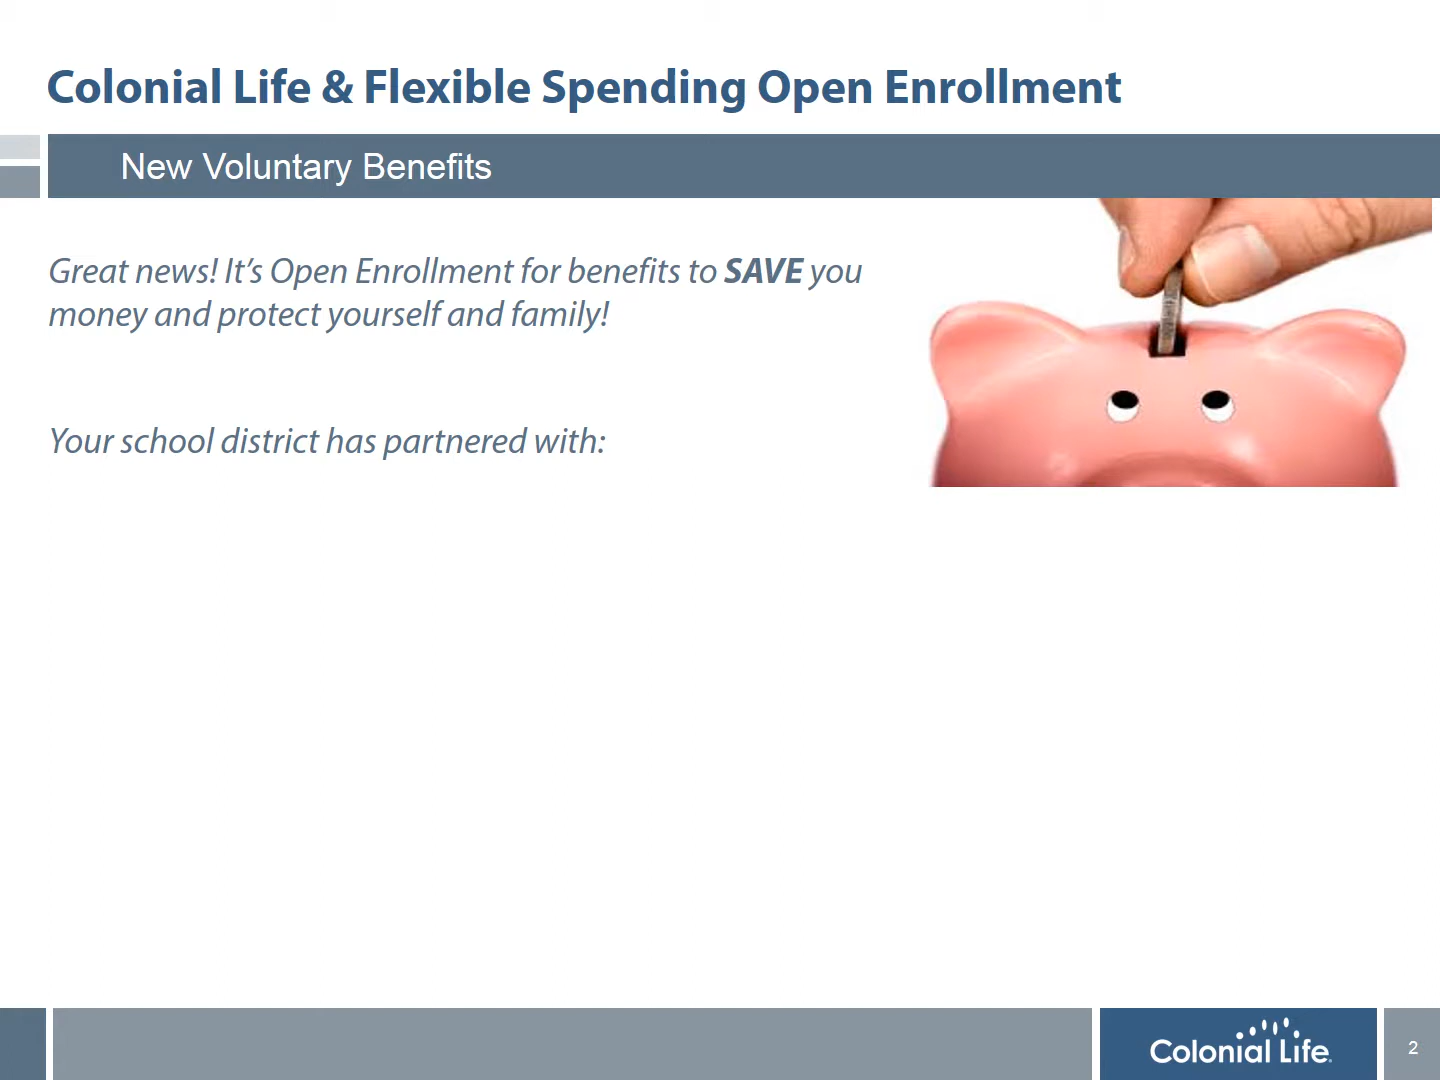 Colonial Life & Flexible Spending Open Enrollment
New Voluntary Benefits
Great news! It’s Open Enrollment for benefits to SAVE you
money and protect yourself and family!
Your school district has partnered with:
Colonial Life.
2